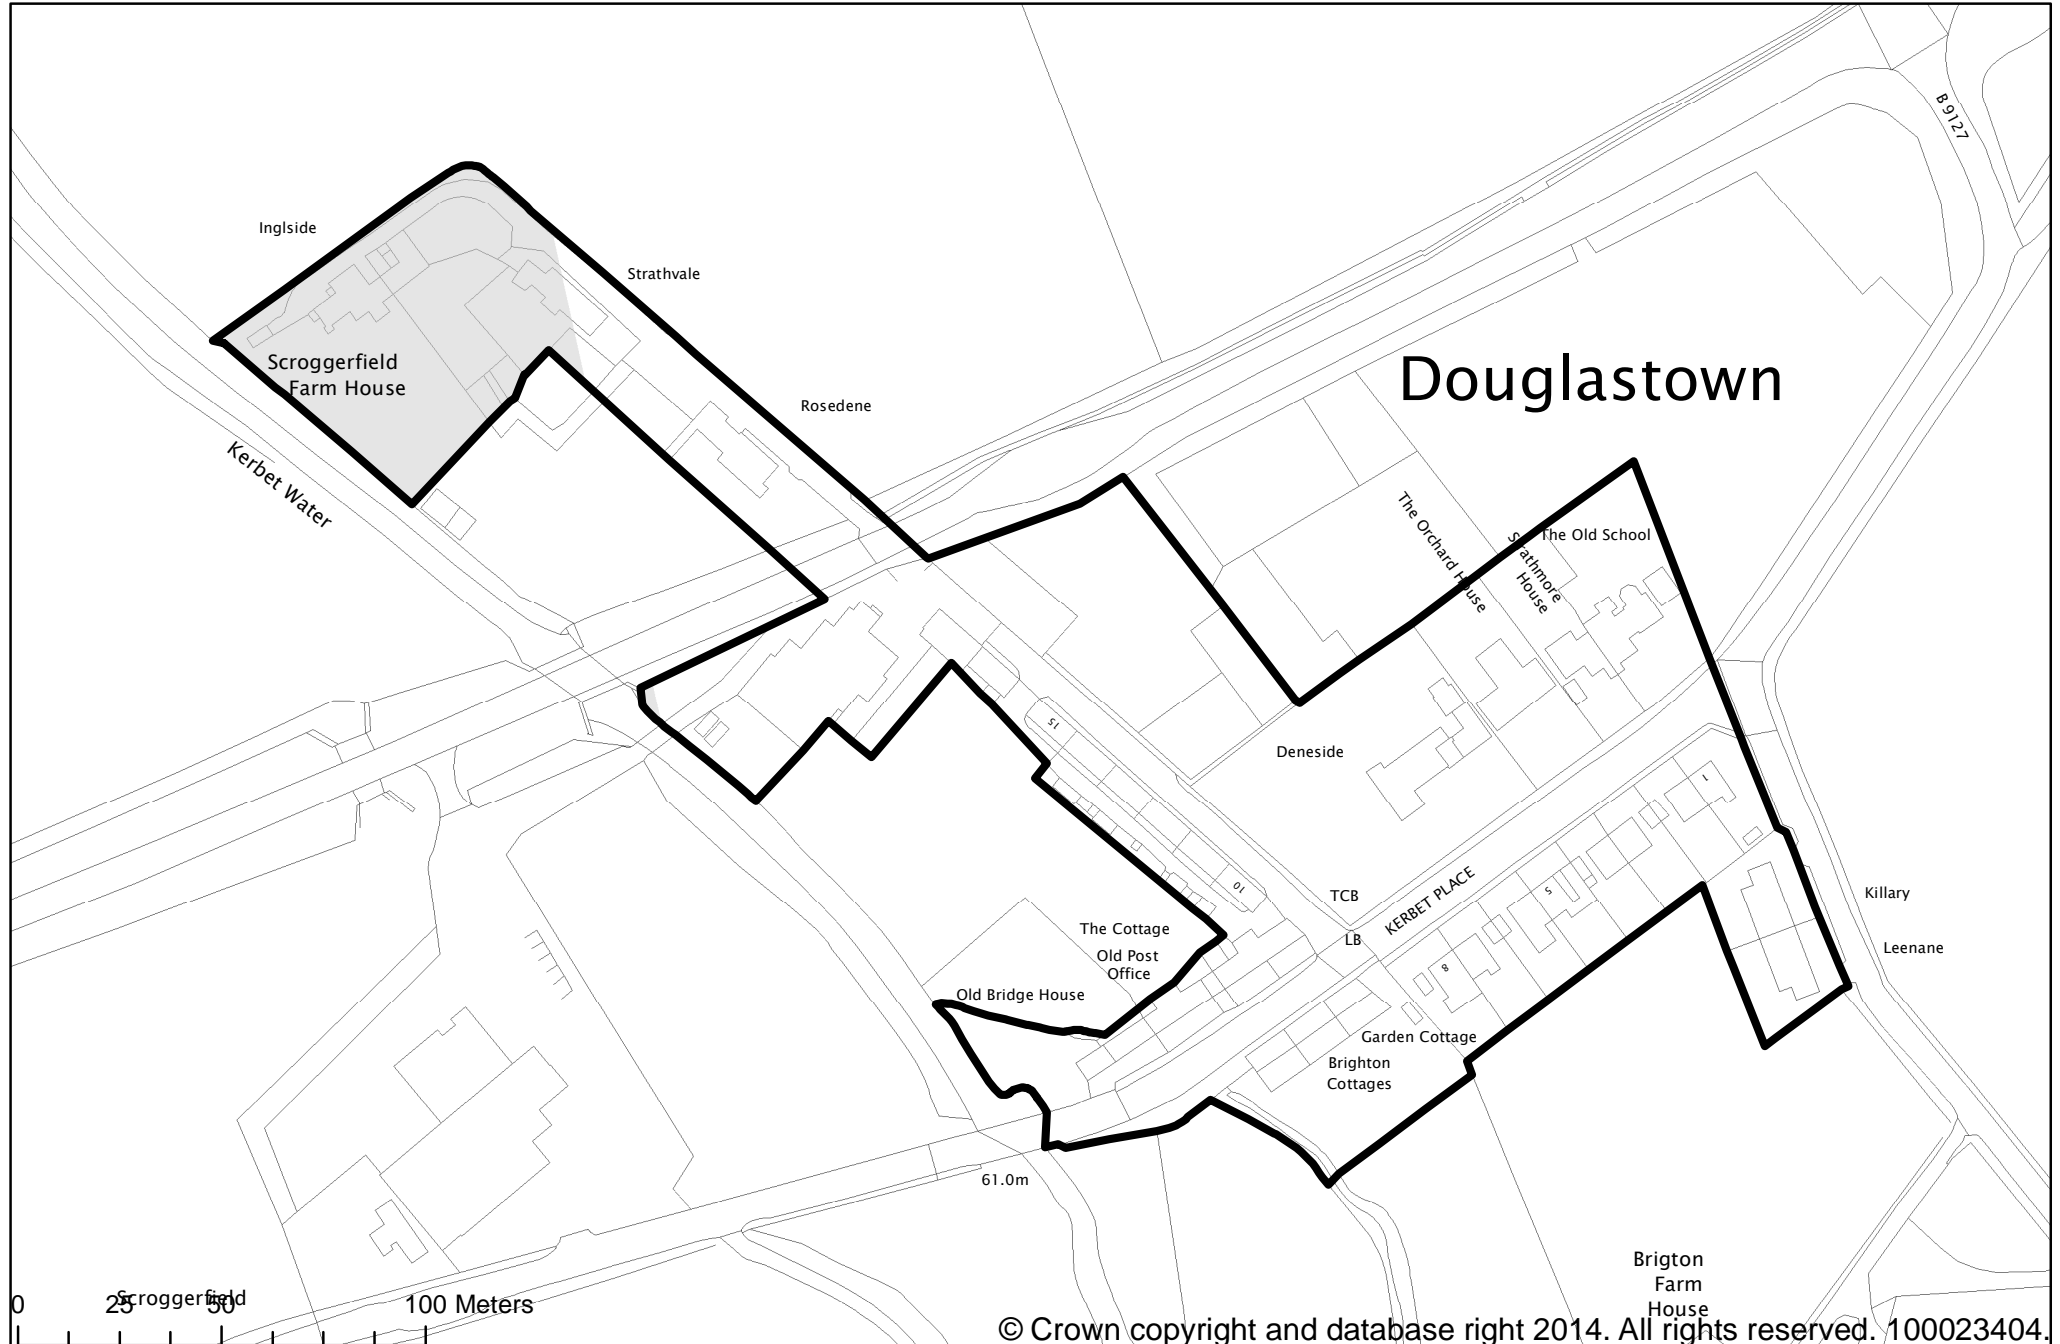 B 9127
Inglside
Strathvale
Scroggerfield
Farm House
Douglastown
Rosedene
Kerbet Water
The Orchard House
Strathmore
House
The Old School
15
Deneside
1
10
TCB
KERBET PLACE
5
Killary
LB
The Cottage
Old Post
Office
8
Leenane
Old Bridge House
Garden Cottage
Brighton
Cottages
61.0m
Brigton
Farm
House
Scroggerfield
0 25 50 100 Meters
© Crown copyright and database right 2014. All rights reserved. 100023404.